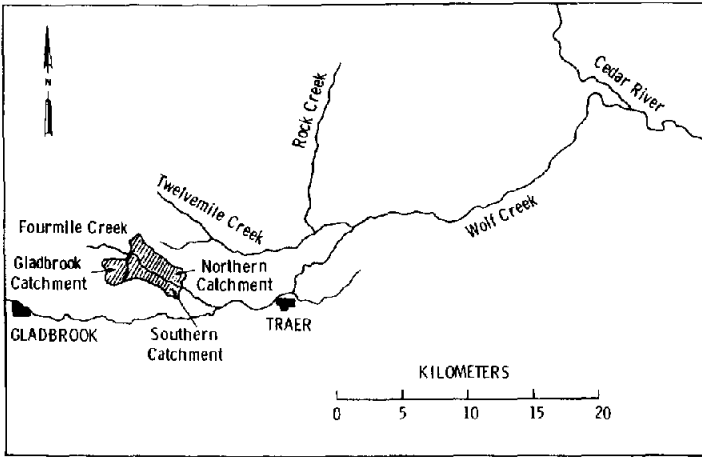 N
Cedar River
Rock Creek
Twelvemile Creek
Wolf Creek
Fourmile Creek
Gladbrook
Catchment
Northern
Catchment
GLADBROOK
Southern
Catchment
TRAER
KILOMETERS
0 5 10 15 20